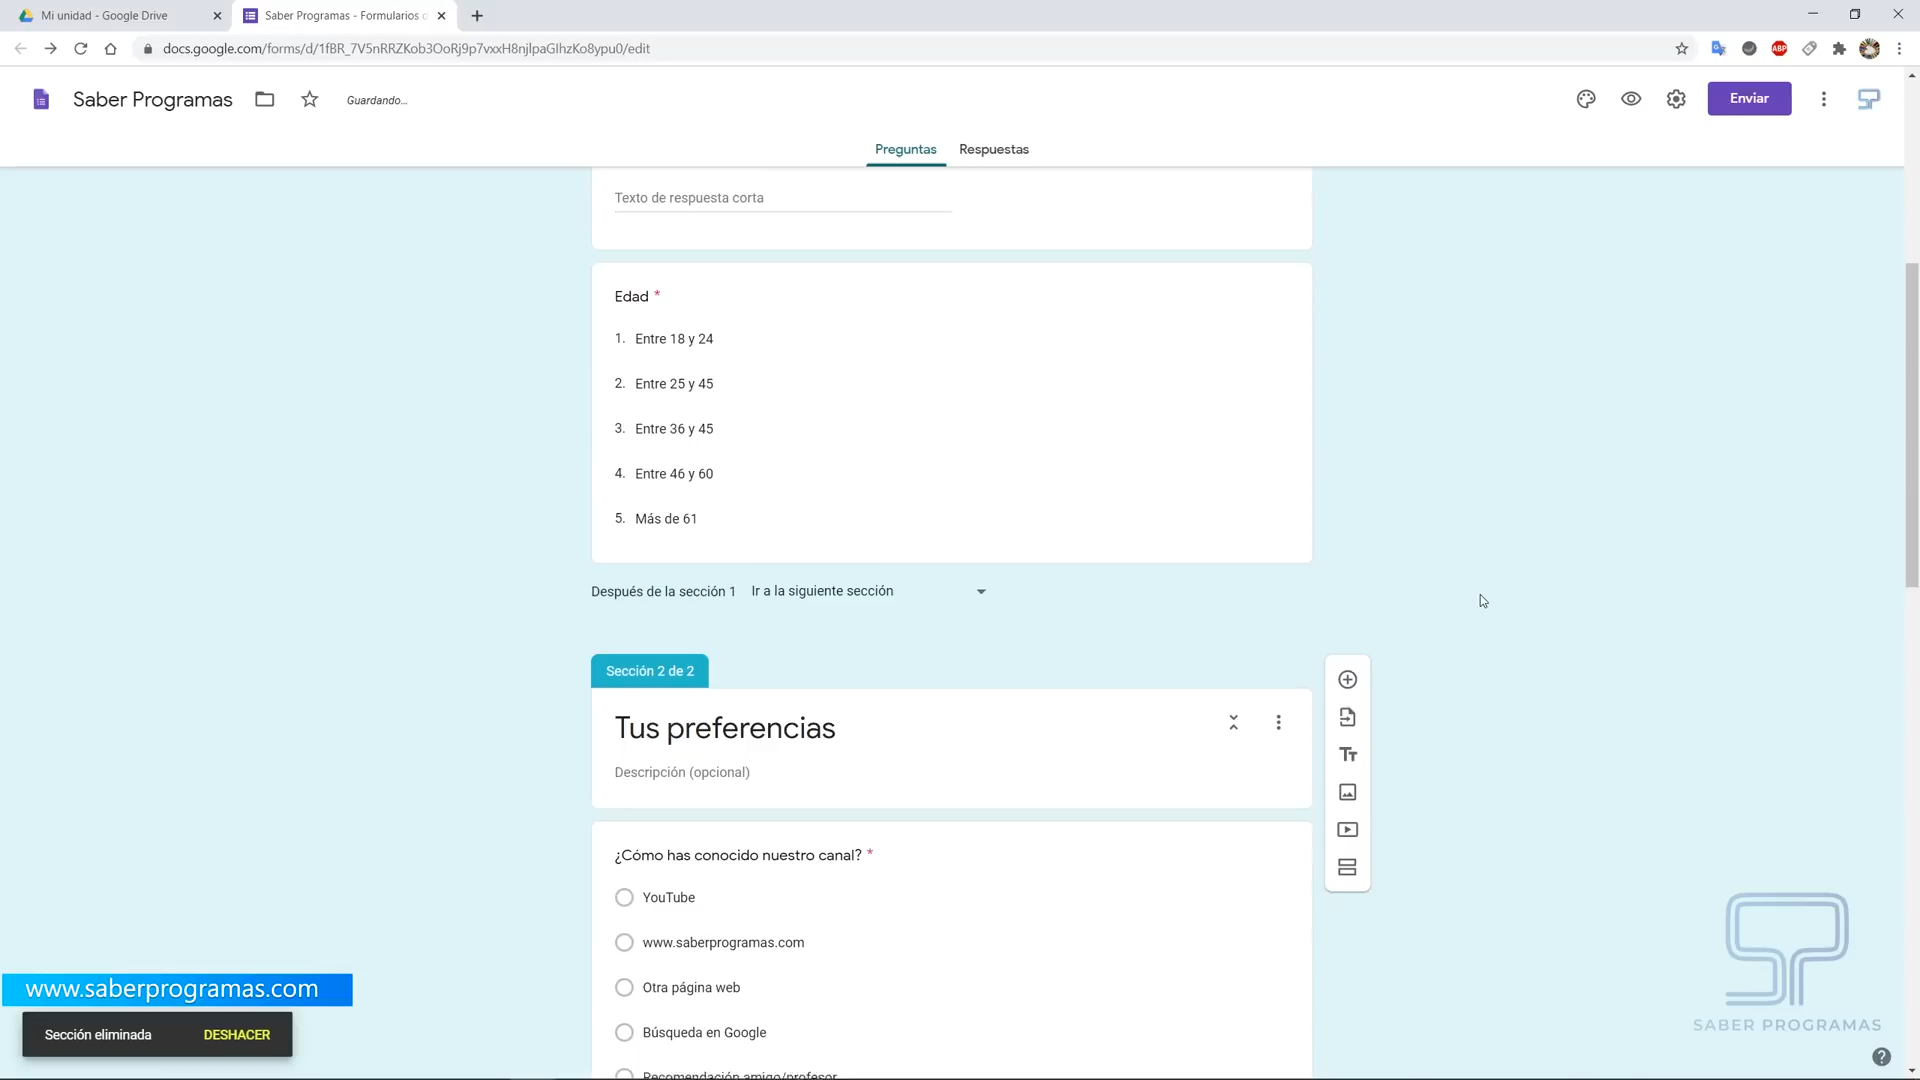 Mi unidad - Google Drive
Saber Programas - Formularios d
docs.google.com/forms/d/1fBR_7V5nRRZKob3OoRj9p7vxxH8njlpaGlhzKo8ypu0/edit
ABP
Saber Programas
Guardando...
Enviar
Preguntas
Respuestas
Texto de respuesta corta
Edad *
1. Entre 18 y 24
2. Entre 25 y 45
3. Entre 36 y 45
4. Entre 46 y 60
5. Más de 61
Después de la sección 1 Ir a la siguiente sección
Sección 2 de 2
Tus preferencias
Descripción (opcional)
¿Cómo has conocido nuestro canal? *
YouTube
www.saberprogramas.com
Otra página web
Búsqueda en Google
Recomendación amigo/profesor
www.saberprogramas.com
Sección eliminada DESHACER
SABER PROGRAMAS